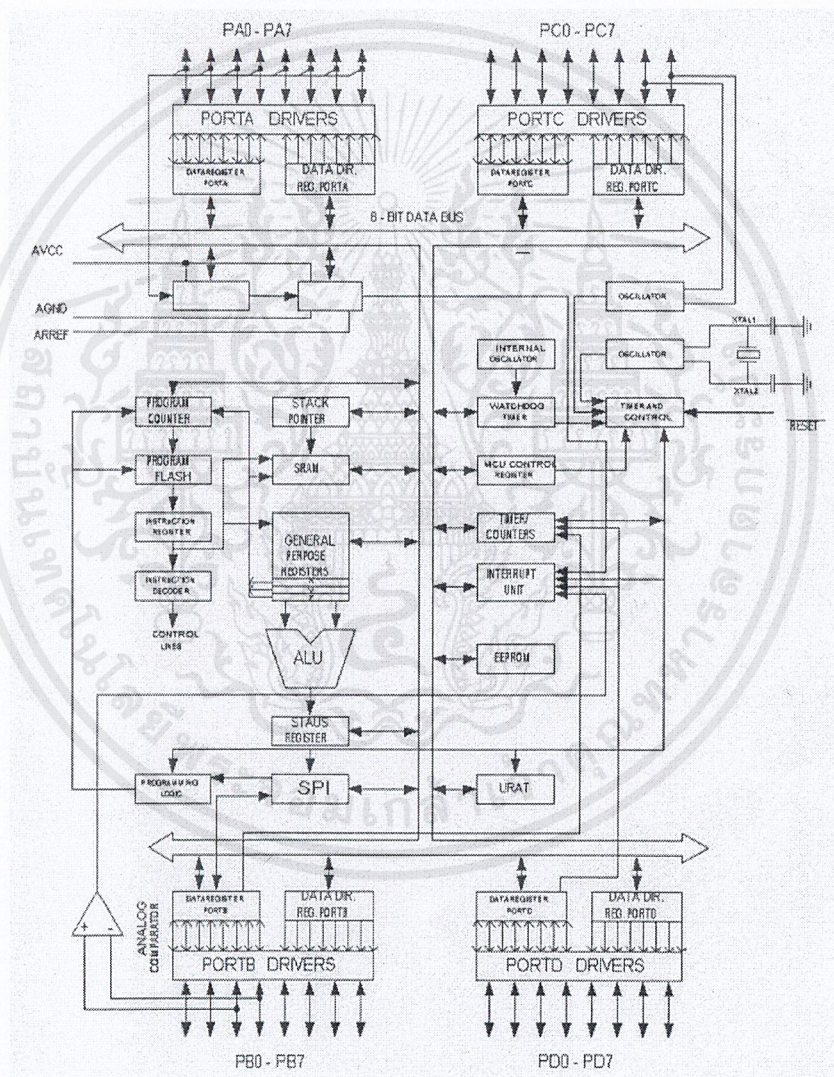 PA0 - PA7
PC0 - PC7
PORTA DRIVERS
PORTC DRIVERS
DATAREGISTER
PORTA
DATA DIR.
REG. PORTA
DATAREGISTER
PORTC
DATA DIR.
REG. PORTC
8 - BIT DATA BUS
AVCC
AGND
ARREF
OSCILLATOR
XTAL1
INTERNAL
OSCILLATOR
OSCILLATOR
XTAL2
PROGRAM
COUNTER
STACK
POINTER
WATCHDOG
TIMER
TIMER AND
CONTROL
RESET
PROGRAM
FLASH
SRAM
MCU CONTROL
REGISTER
INSTRACTION
REGISTER
GENERAL
PERPOSE
REGISTERS
X
Y
Z
TIMER/
COUNTERS
INSTRUCTION
DECODER
INTERRUPT
UNIT
CONTROL
LINES
ALU
EEPROM
STAUS
REGISTER
PROGRAMMING
LOGIC
SPI
URAT
ANALOG
COMPARATOR
+ -
DATAREGISTER
PORTB
DATA DIR.
REG. PORTB
DATAREGISTER
PORTD
DATA DIR.
REG. PORTD
PORTB DRIVERS
PORTD DRIVERS
PB0 - PB7
PD0 - PD7